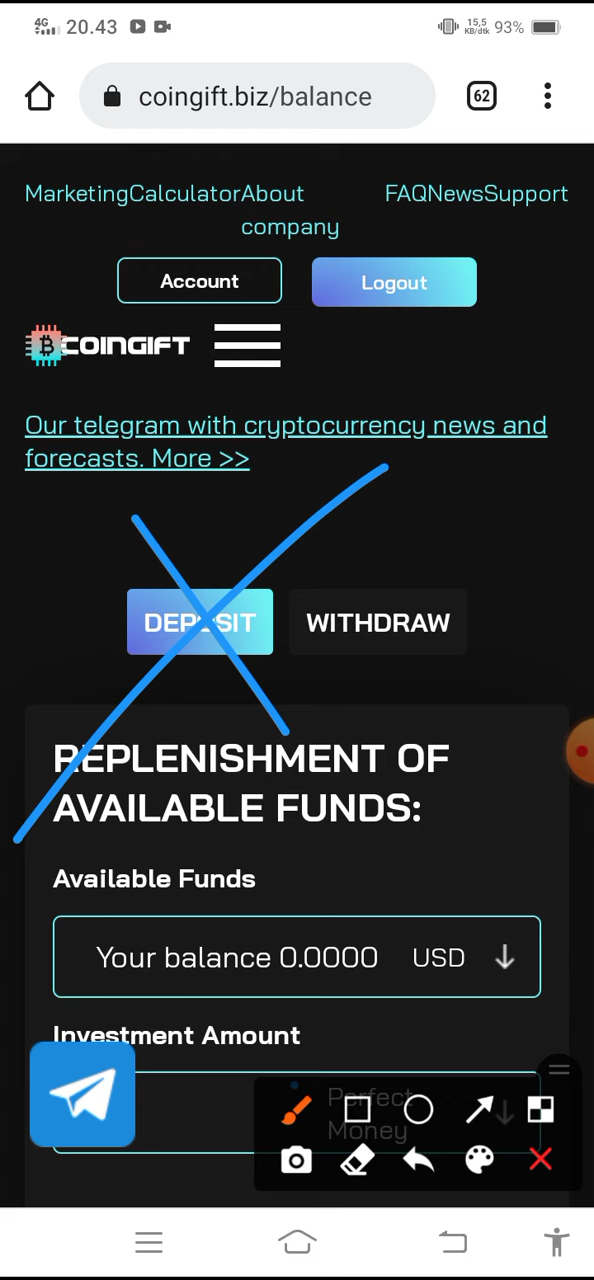 4G 20.43 15,5 KB/dtk 93%
coingift.biz/balance 62
MarketingCalculatorAbout FAQNewsSupport
company
Account Logout
COINGIFT
Our telegram with cryptocurrency news and
forecasts. More >>
DEPOSIT WITHDRAW
REPLENISHMENT OF
AVAILABLE FUNDS:
Available Funds
Your balance 0.0000 USD
Investment Amount
Perfect
Money